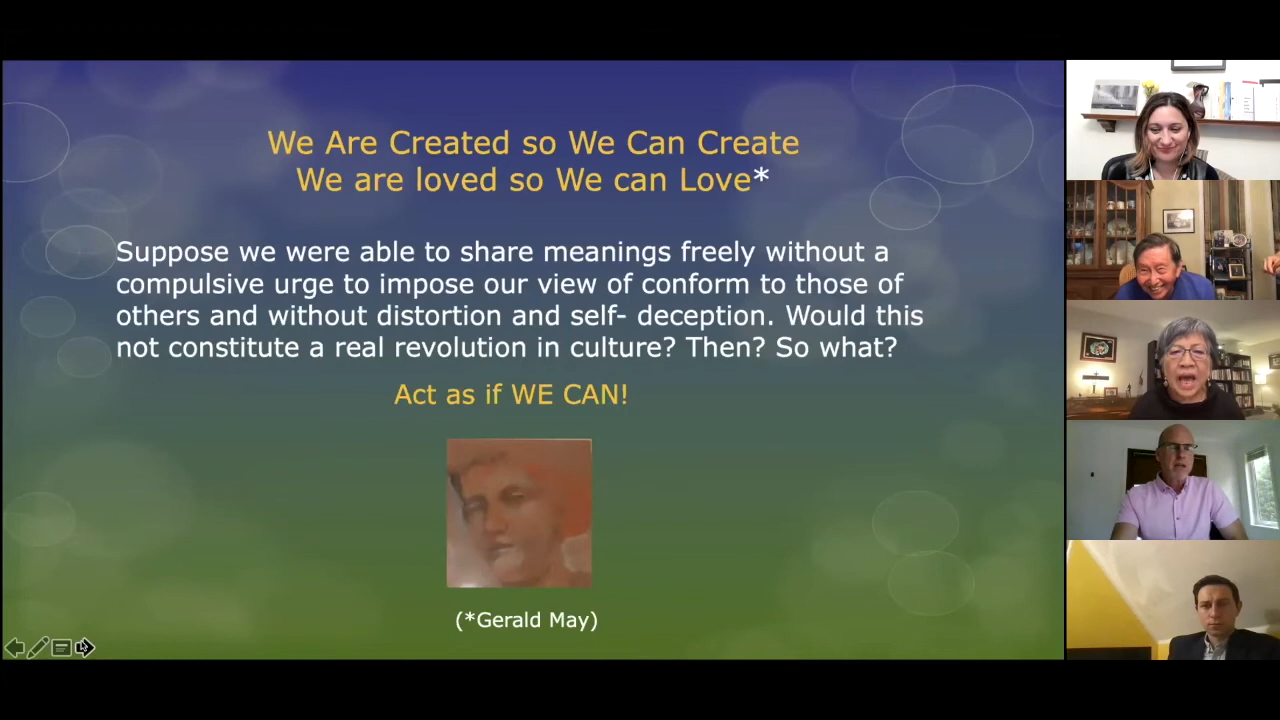 We Are Created so We Can Create
We are loved so We can Love*
Suppose we were able to share meanings freely without a
compulsive urge to impose our view of conform to those of
others and without distortion and self- deception. Would this
not constitute a real revolution in culture? Then? So what?
Act as if WE CAN!
(*Gerald May)